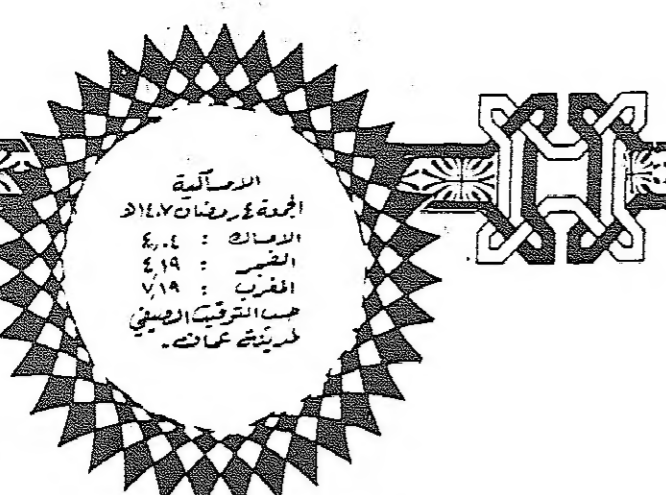 الامساكية
الجمعة ٤ رمضان ١٤٠٧هـ
الامساك : ٤,٠٤
الفجر : ٤,١٩
المغرب : ٧,١٩
حسب التوقيت الصيفي
لمدينة عمان.